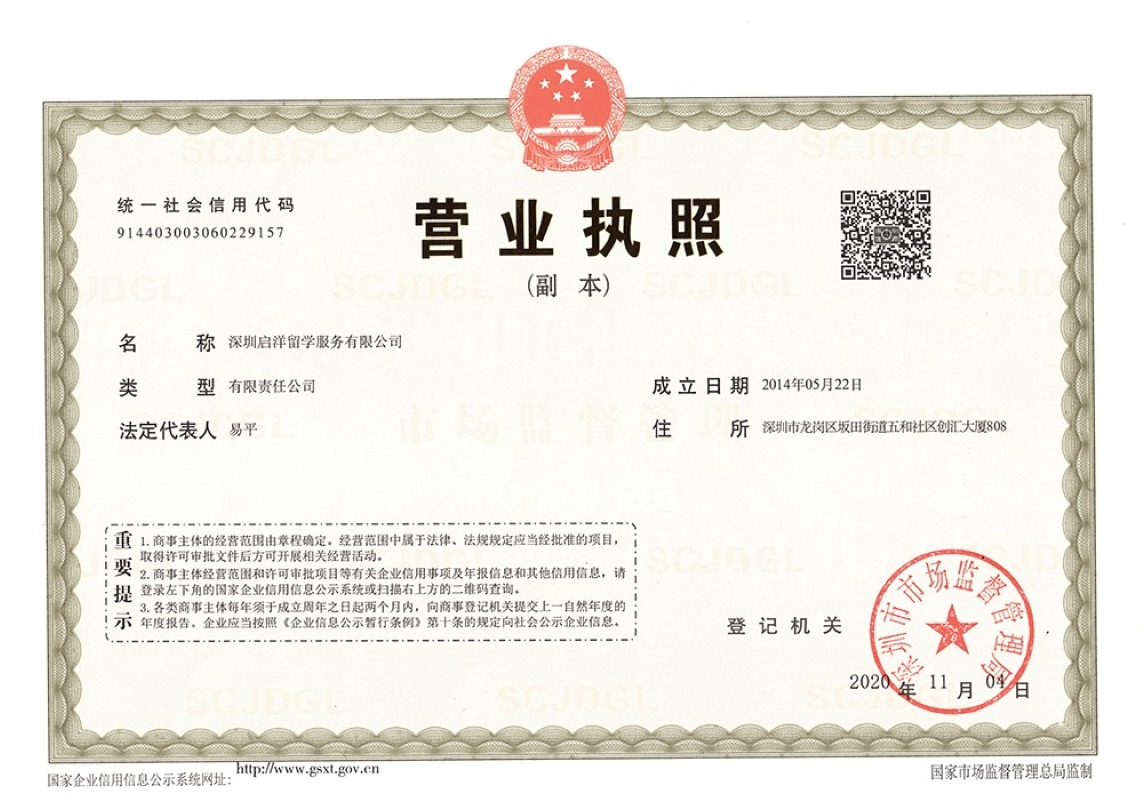 统一社会信用代码
914403003060229157
营业执照
(副 本)
名 称 深圳启洋留学服务有限公司
类 型 有限责任公司
成立日期 2014年05月22日
法定代表人 易平
住 所 深圳市龙岗区坂田街道五和社区创汇大厦808
重要提示
1. 商事主体的经营范围由章程确定。经营范围中属于法律、法规规定应当经批准的项目，
取得许可审批文件后方可开展相关经营活动。
2. 商事主体经营范围和许可审批项目等有关企业信用事项及年报信息和其他信用信息，请
登录左下角的国家企业信用信息公示系统或扫描右上方的二维码查询。
3. 各类商事主体每年须于成立周年之日起两个月内，向商事登记机关提交上一自然年度的
年度报告。企业应当按照《企业信息公示暂行条例》第十条的规定向社会公示企业信息。
登记机关
深圳市市场监督管理局
2020 年 11 月 04 日
国家企业信用信息公示系统网址: http://www.gsxt.gov.cn
国家市场监督管理总局监制
SCJDGL
市场监督管理